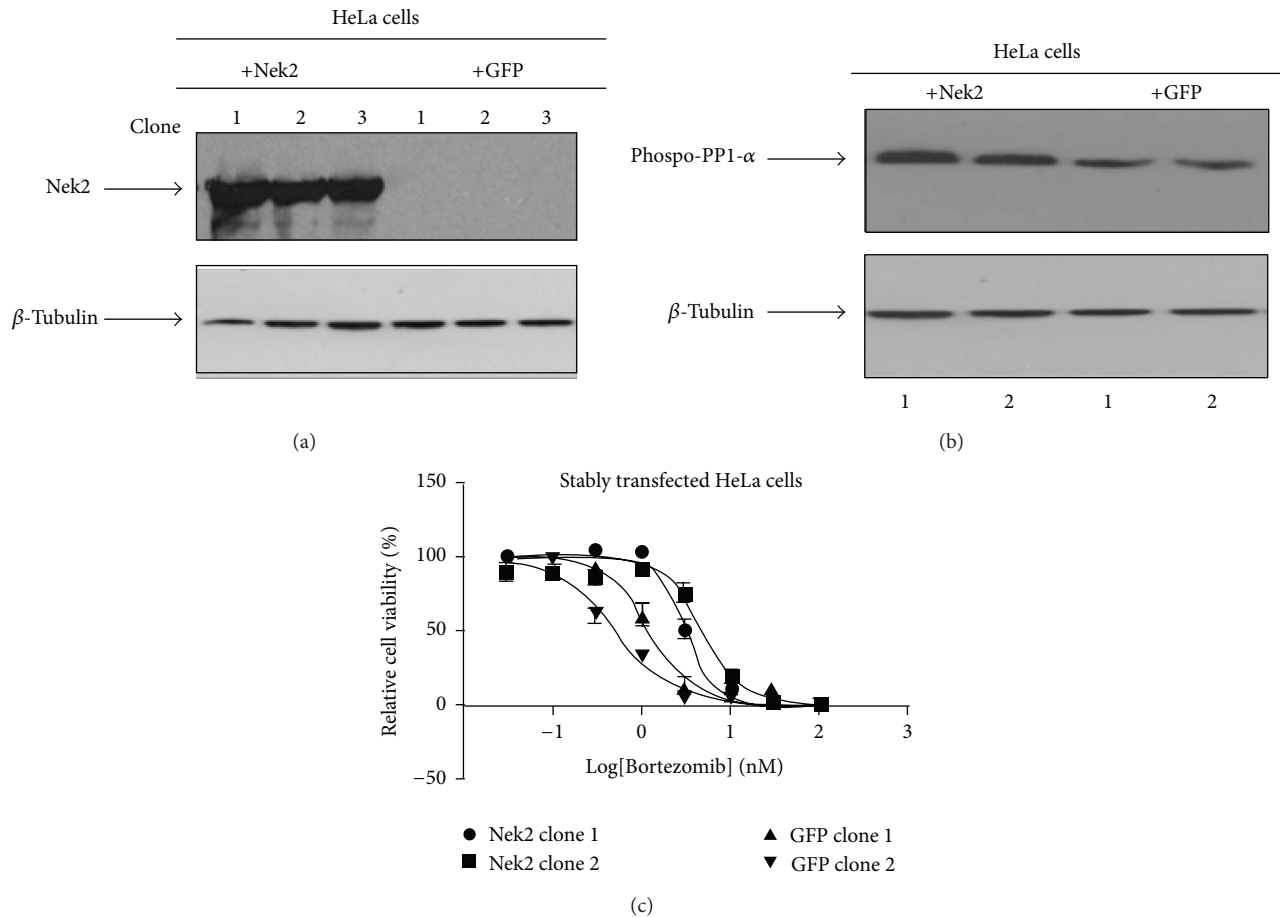 HeLa cells
+Nek2 +GFP
Clone 1 2 3 1 2 3
Nek2
β-Tubulin
(a)
HeLa cells
+Nek2 +GFP
Phospo-PP1-α
β-Tubulin
1 2 1 2
(b)
Stably transfected HeLa cells
Relative cell viability (%)
150
100
50
0
−50
−1 0 1 2 3
Log[Bortezomib] (nM)
Nek2 clone 1 GFP clone 1
Nek2 clone 2 GFP clone 2
(c)